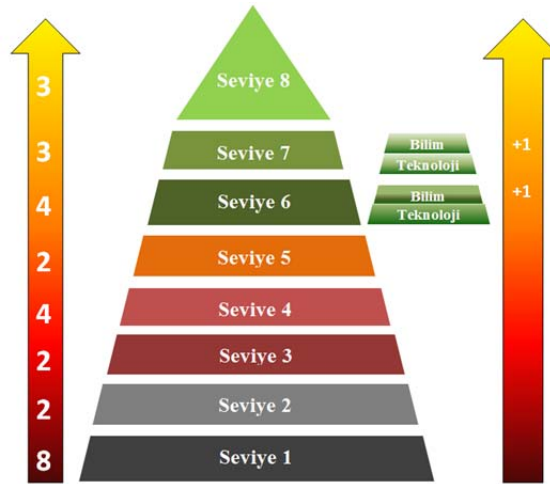 3
Seviye 8
3
Seviye 7
Bilim
Teknoloji
+1
4
Seviye 6
Bilim
Teknoloji
+1
2
Seviye 5
4
Seviye 4
2
Seviye 3
2
Seviye 2
8
Seviye 1